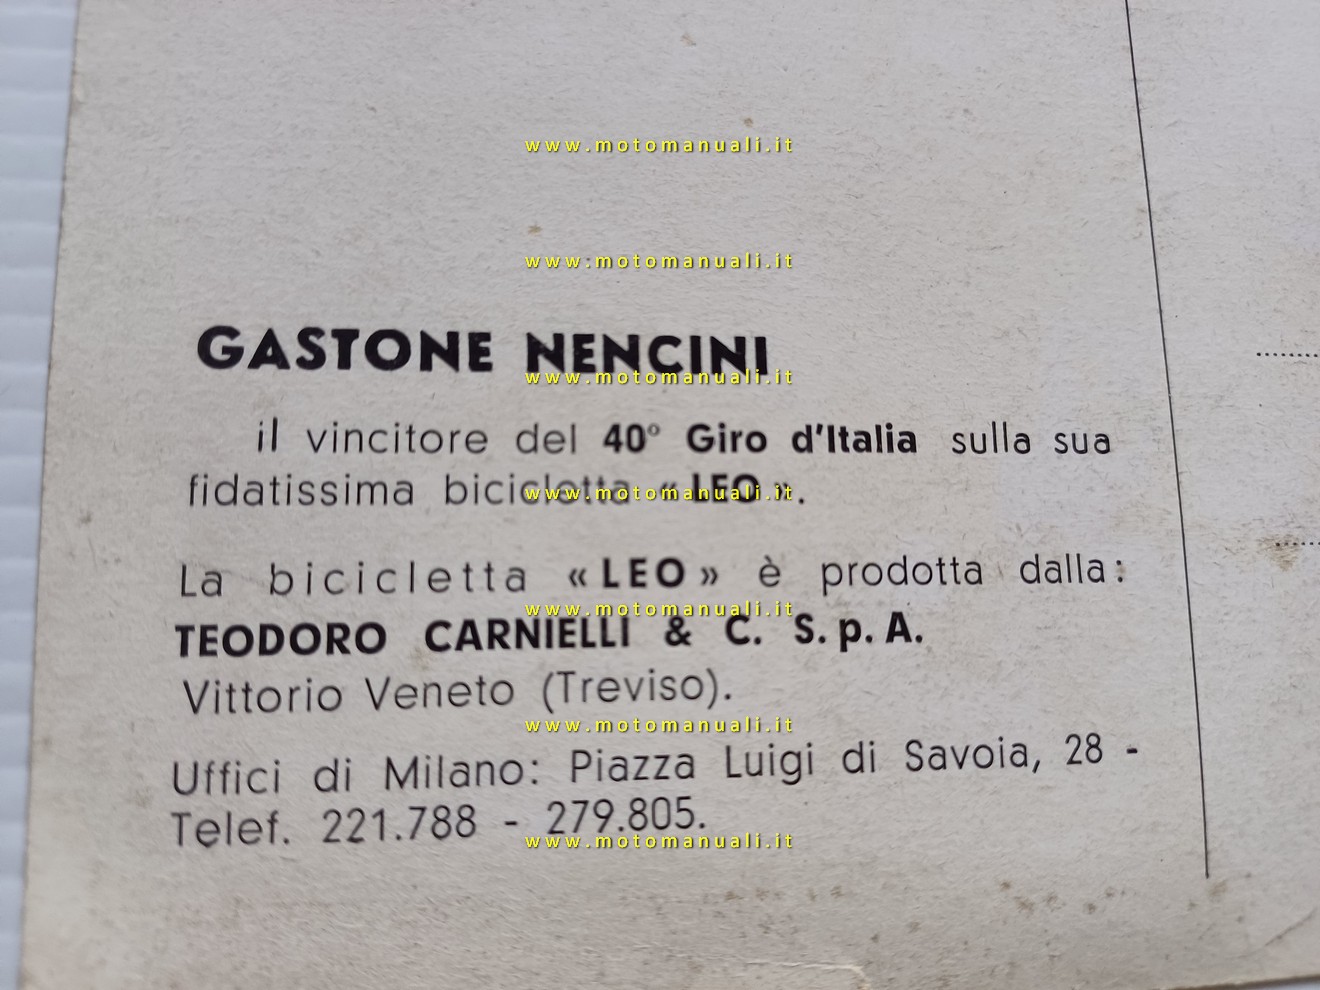 www.motomanuali.it
www.motomanuali.it
GASTONE NENCINI
www.motomanuali.it
il vincitore del 40° Giro d'Italia sulla sua
fidatissima bicicletta « LEO ».
www.motomanuali.it
La bicicletta « LEO » è prodotta dalla:
www.motomanuali.it
TEODORO CARNIELLI & C. S. p. A.
Vittorio Veneto (Treviso).
www.motomanuali.it
Uffici di Milano: Piazza Luigi di Savoia, 28 -
Telef. 221.788 - 279.805.
www.motomanuali.it